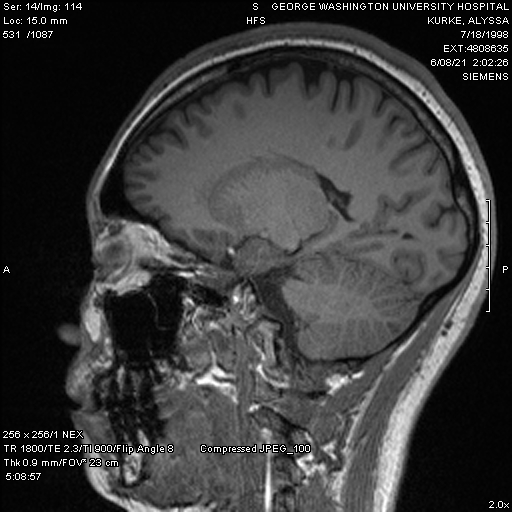 Ser: 14/Img: 114
Loc: 15.0 mm
531 /1087
S
HFS
GEORGE WASHINGTON UNIVERSITY HOSPITAL
KURKE, ALYSSA
7/18/1998
EXT:4808635
6/08/21 2:02:26
SIEMENS
A
P
256 x 256/1 NEX
TR 1800/TE 2.3/TI 900/Flip Angle 8
Compressed JPEG_100
Thk 0.9 mm/FOV* 23 cm
5:08:57
2.0x